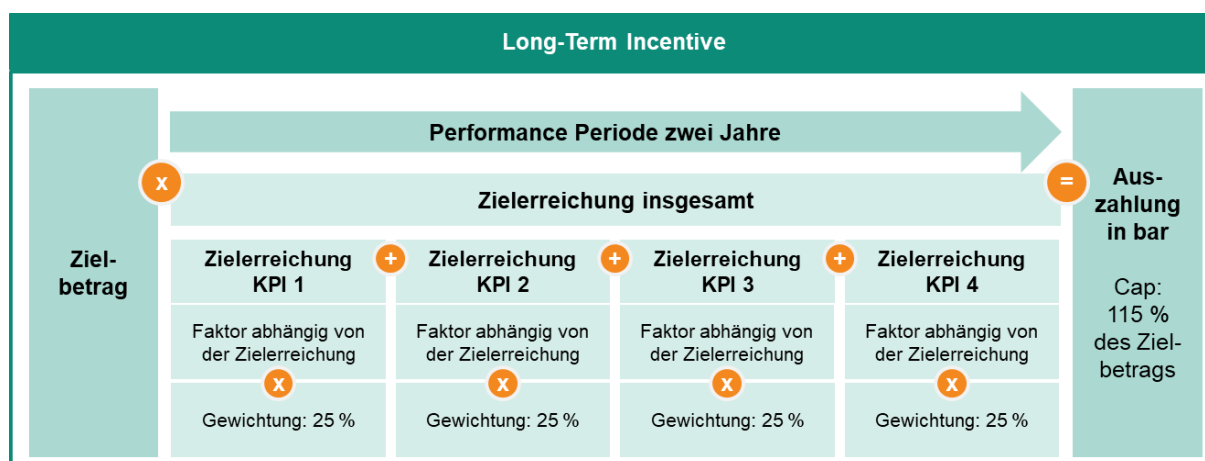 Long-Term Incentive
Performance Periode zwei Jahre
x
Zielerreichung insgesamt
=
Ziel-
betrag
Zielerreichung
KPI 1
+
Zielerreichung
KPI 2
+
Zielerreichung
KPI 3
+
Zielerreichung
KPI 4
Faktor abhängig von
der Zielerreichung
Faktor abhängig von
der Zielerreichung
Faktor abhängig von
der Zielerreichung
Faktor abhängig von
der Zielerreichung
x
x
x
x
Gewichtung: 25 %
Gewichtung: 25 %
Gewichtung: 25 %
Gewichtung: 25 %
Aus-
zahlung
in bar
Cap:
115 %
des Ziel-
betrags